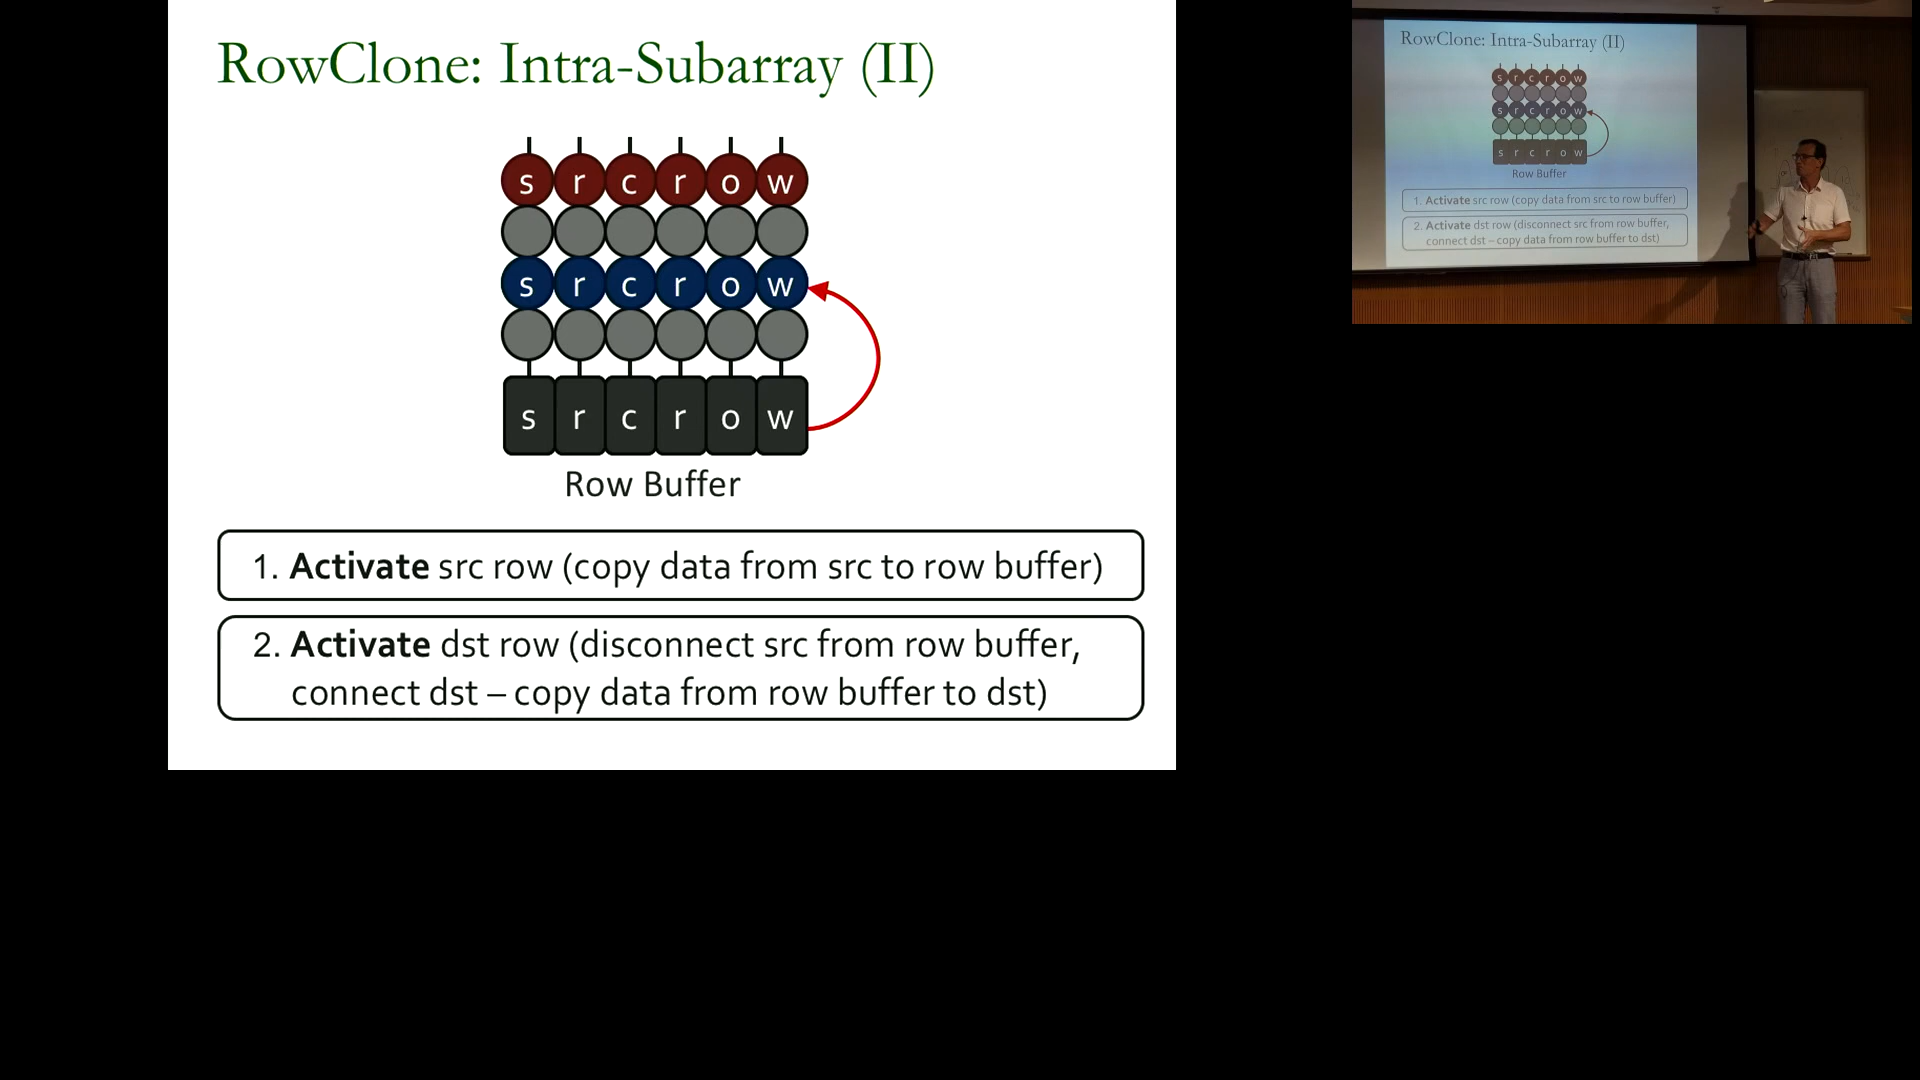 RowClone: Intra-Subarray (II)
s r c r o w
s r c r o w
s r c r o w
Row Buffer
1. Activate src row (copy data from src to row buffer)
2. Activate dst row (disconnect src from row buffer,
connect dst – copy data from row buffer to dst)
RowClone: Intra-Subarray (II)
s r c r o w
s r c r o w
s r c r o w
Row Buffer
1. Activate src row (copy data from src to row buffer)
2. Activate dst row (disconnect src from row buffer,
connect dst – copy data from row buffer to dst)